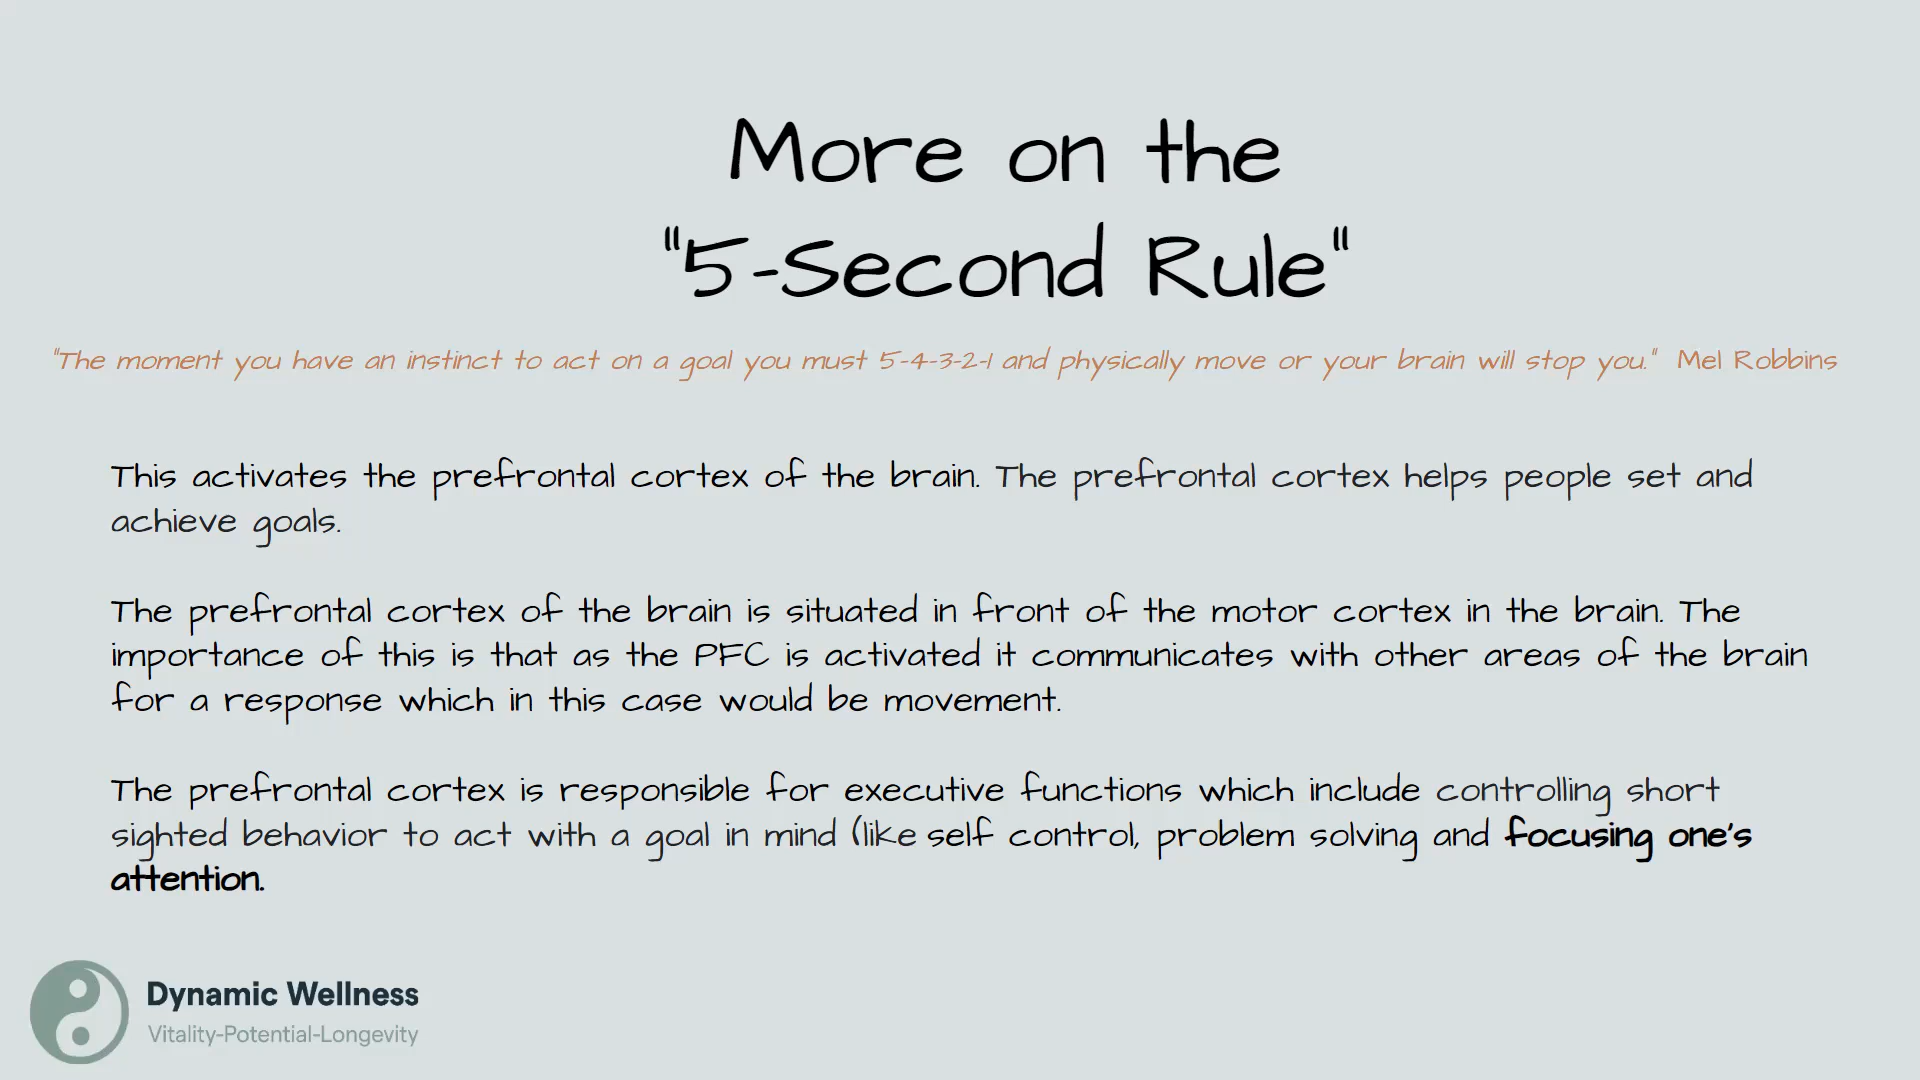 More on the
"5-Second Rule"
"The moment you have an instinct to act on a goal you must 5-4-3-2-1 and physically move or your brain will stop you." Mel Robbins
This activates the prefrontal cortex of the brain. The prefrontal cortex helps people set and
achieve goals.
The prefrontal cortex of the brain is situated in front of the motor cortex in the brain. The
importance of this is that as the PFC is activated it communicates with other areas of the brain
for a response which in this case would be movement.
The prefrontal cortex is responsible for executive functions which include controlling short
sighted behavior to act with a goal in mind (like self control, problem solving and focusing one's
attention.
Dynamic Wellness
Vitality-Potential-Longevity